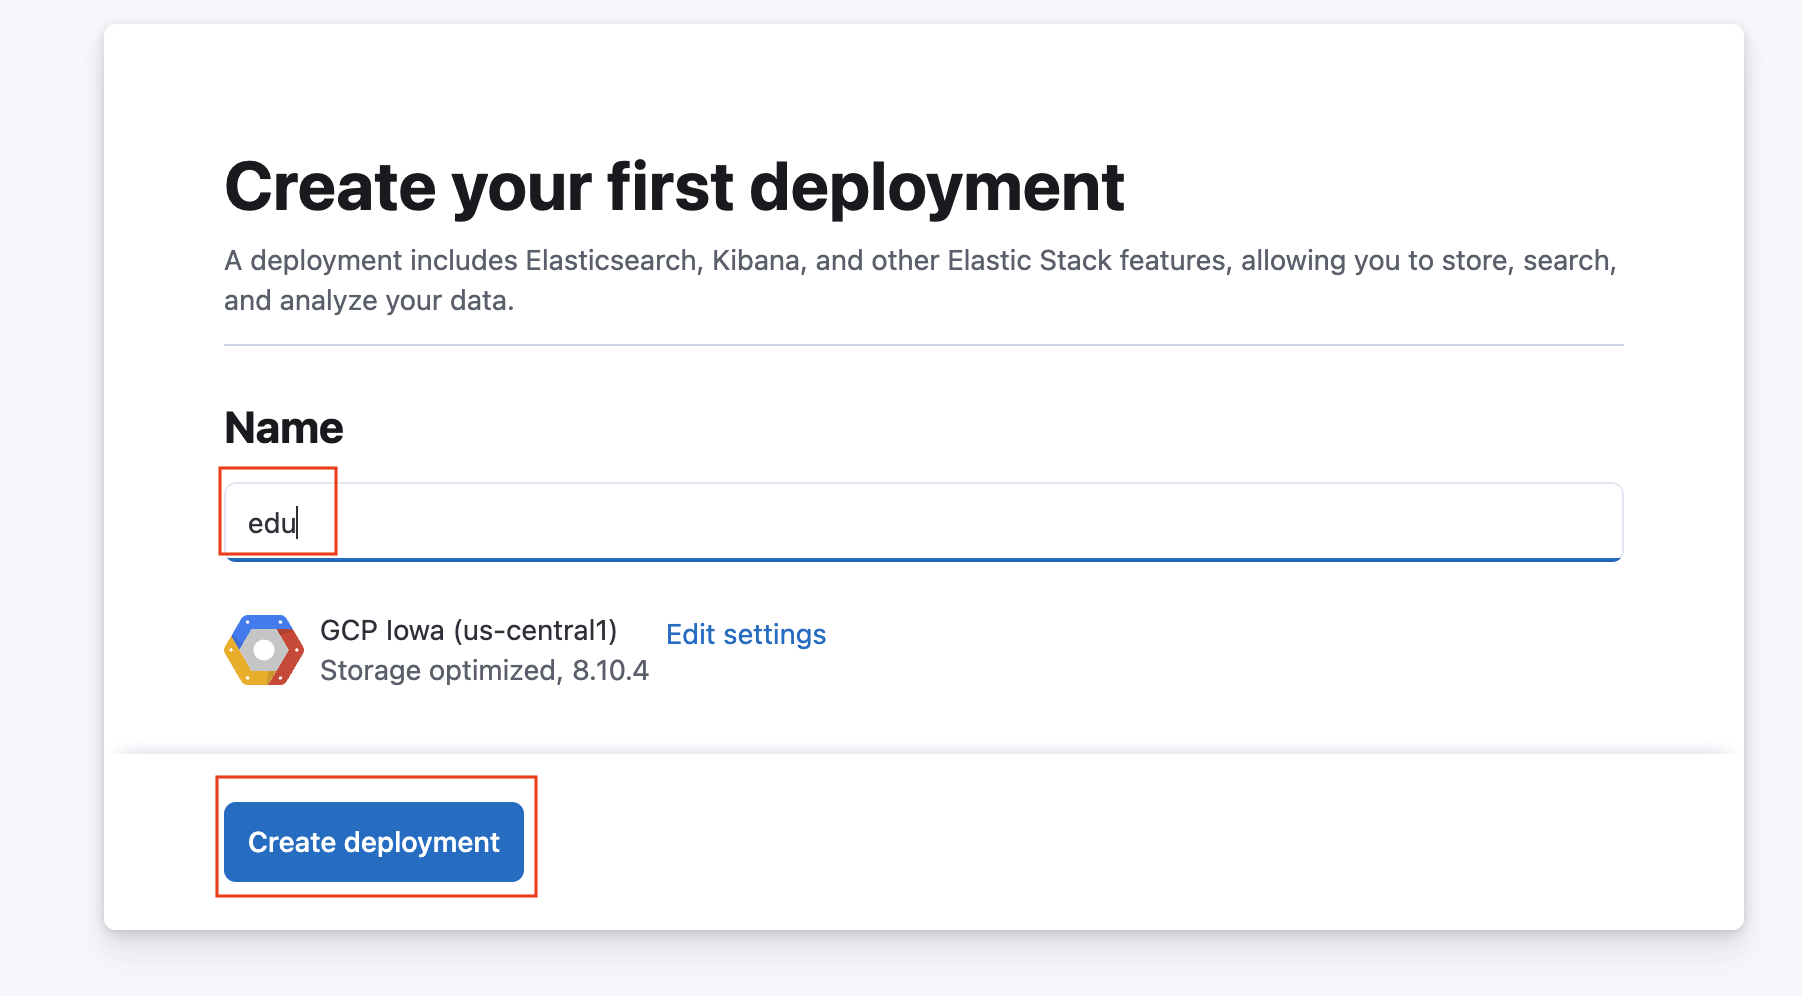 Create your first deployment
A deployment includes Elasticsearch, Kibana, and other Elastic Stack features, allowing you to store, search,
and analyze your data.
Name
edu
GCP Iowa (us-central1)
Edit settings
Storage optimized, 8.10.4
Create deployment